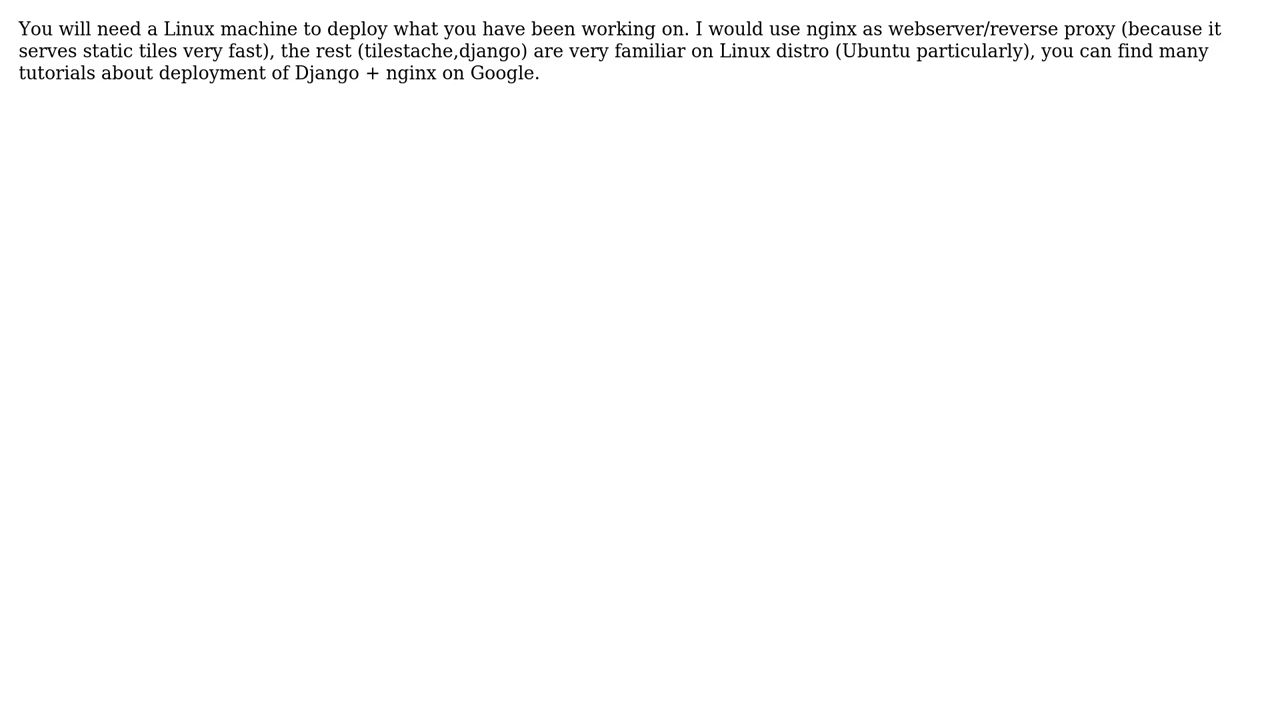 You will need a Linux machine to deploy what you have been working on. I would use nginx as webserver/reverse proxy (because it
serves static tiles very fast), the rest (tilestache,django) are very familiar on Linux distro (Ubuntu particularly), you can find many
tutorials about deployment of Django + nginx on Google.